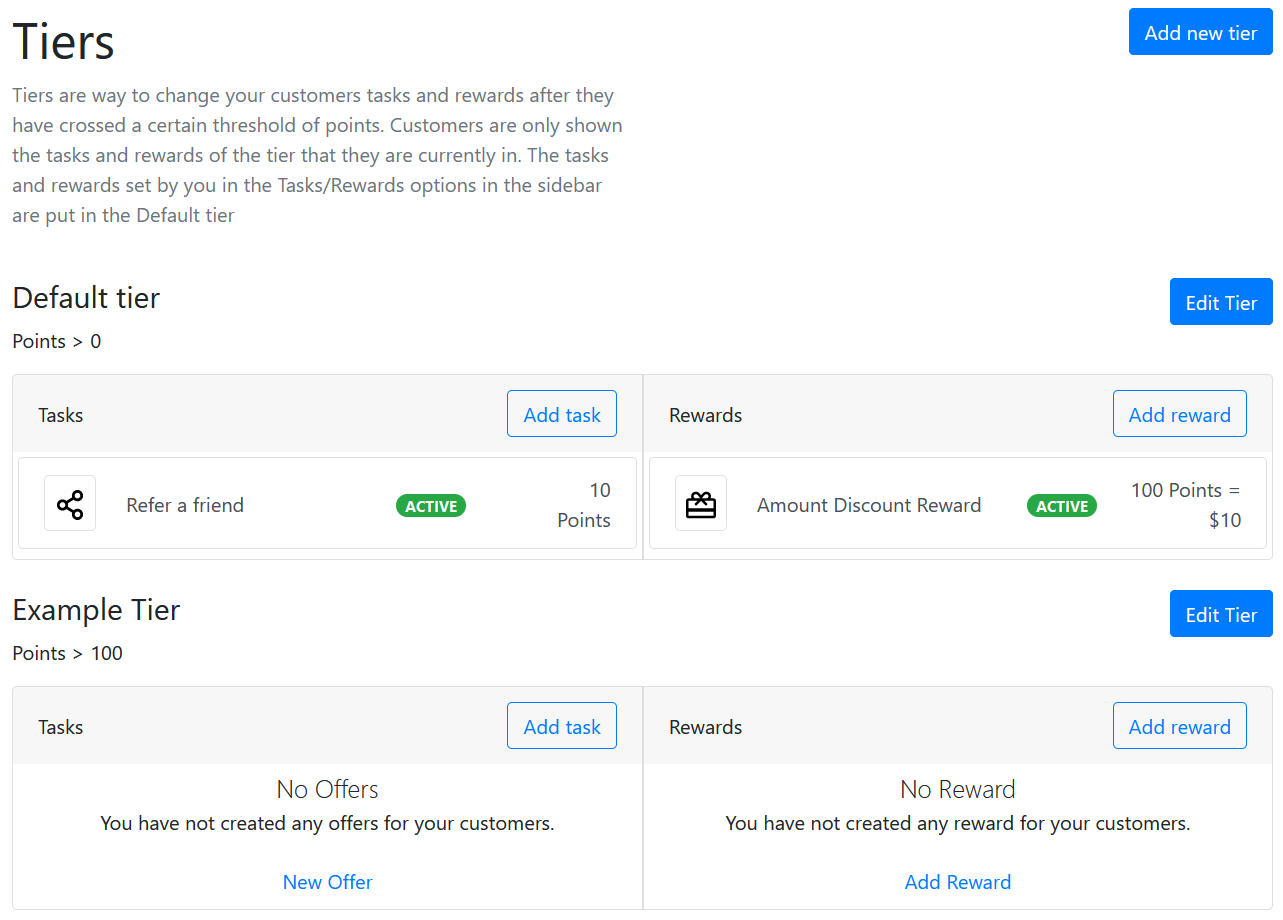 Tiers
Add new tier
Tiers are way to change your customers tasks and rewards after they
have crossed a certain threshold of points. Customers are only shown
the tasks and rewards of the tier that they are currently in. The tasks
and rewards set by you in the Tasks/Rewards options in the sidebar
are put in the Default tier
Default tier
Edit Tier
Points > 0
Tasks
Add task
Rewards
Add reward
Refer a friend
ACTIVE
10
Points
Amount Discount Reward
ACTIVE
100 Points =
$10
Example Tier
Edit Tier
Points > 100
Tasks
Add task
Rewards
Add reward
No Offers
You have not created any offers for your customers.
New Offer
No Reward
You have not created any reward for your customers.
Add Reward